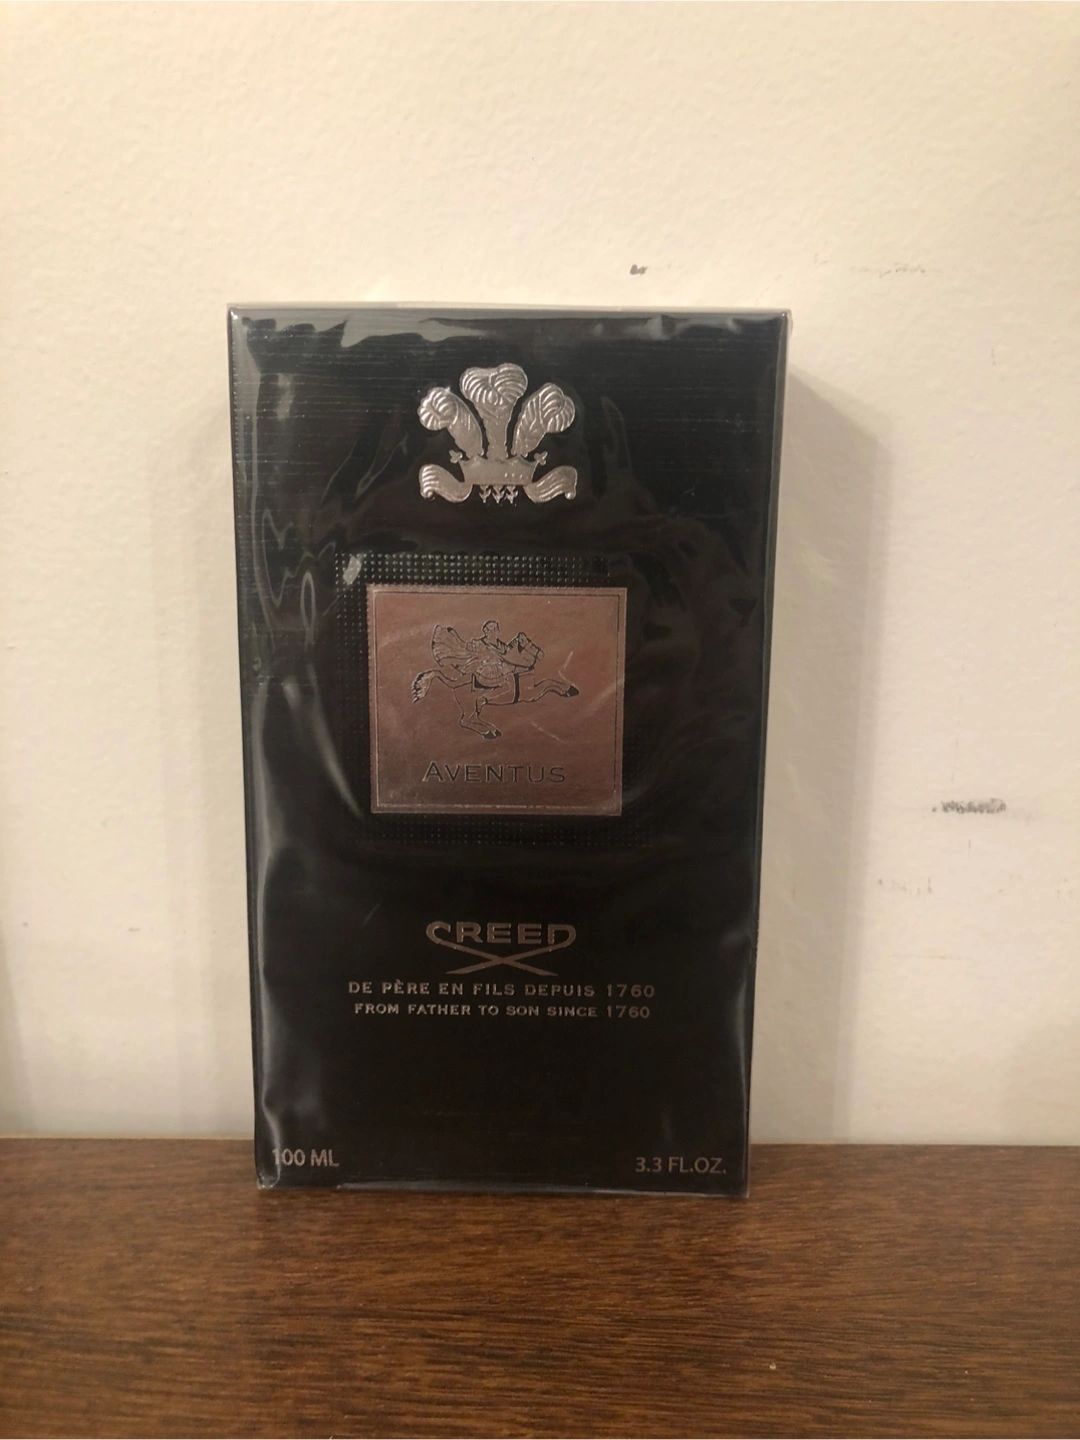 AVENTUS
CREED
DE PÈRE EN FILS DEPUIS 1760
FROM FATHER TO SON SINCE 1760
100 ML
3.3 FL.OZ.